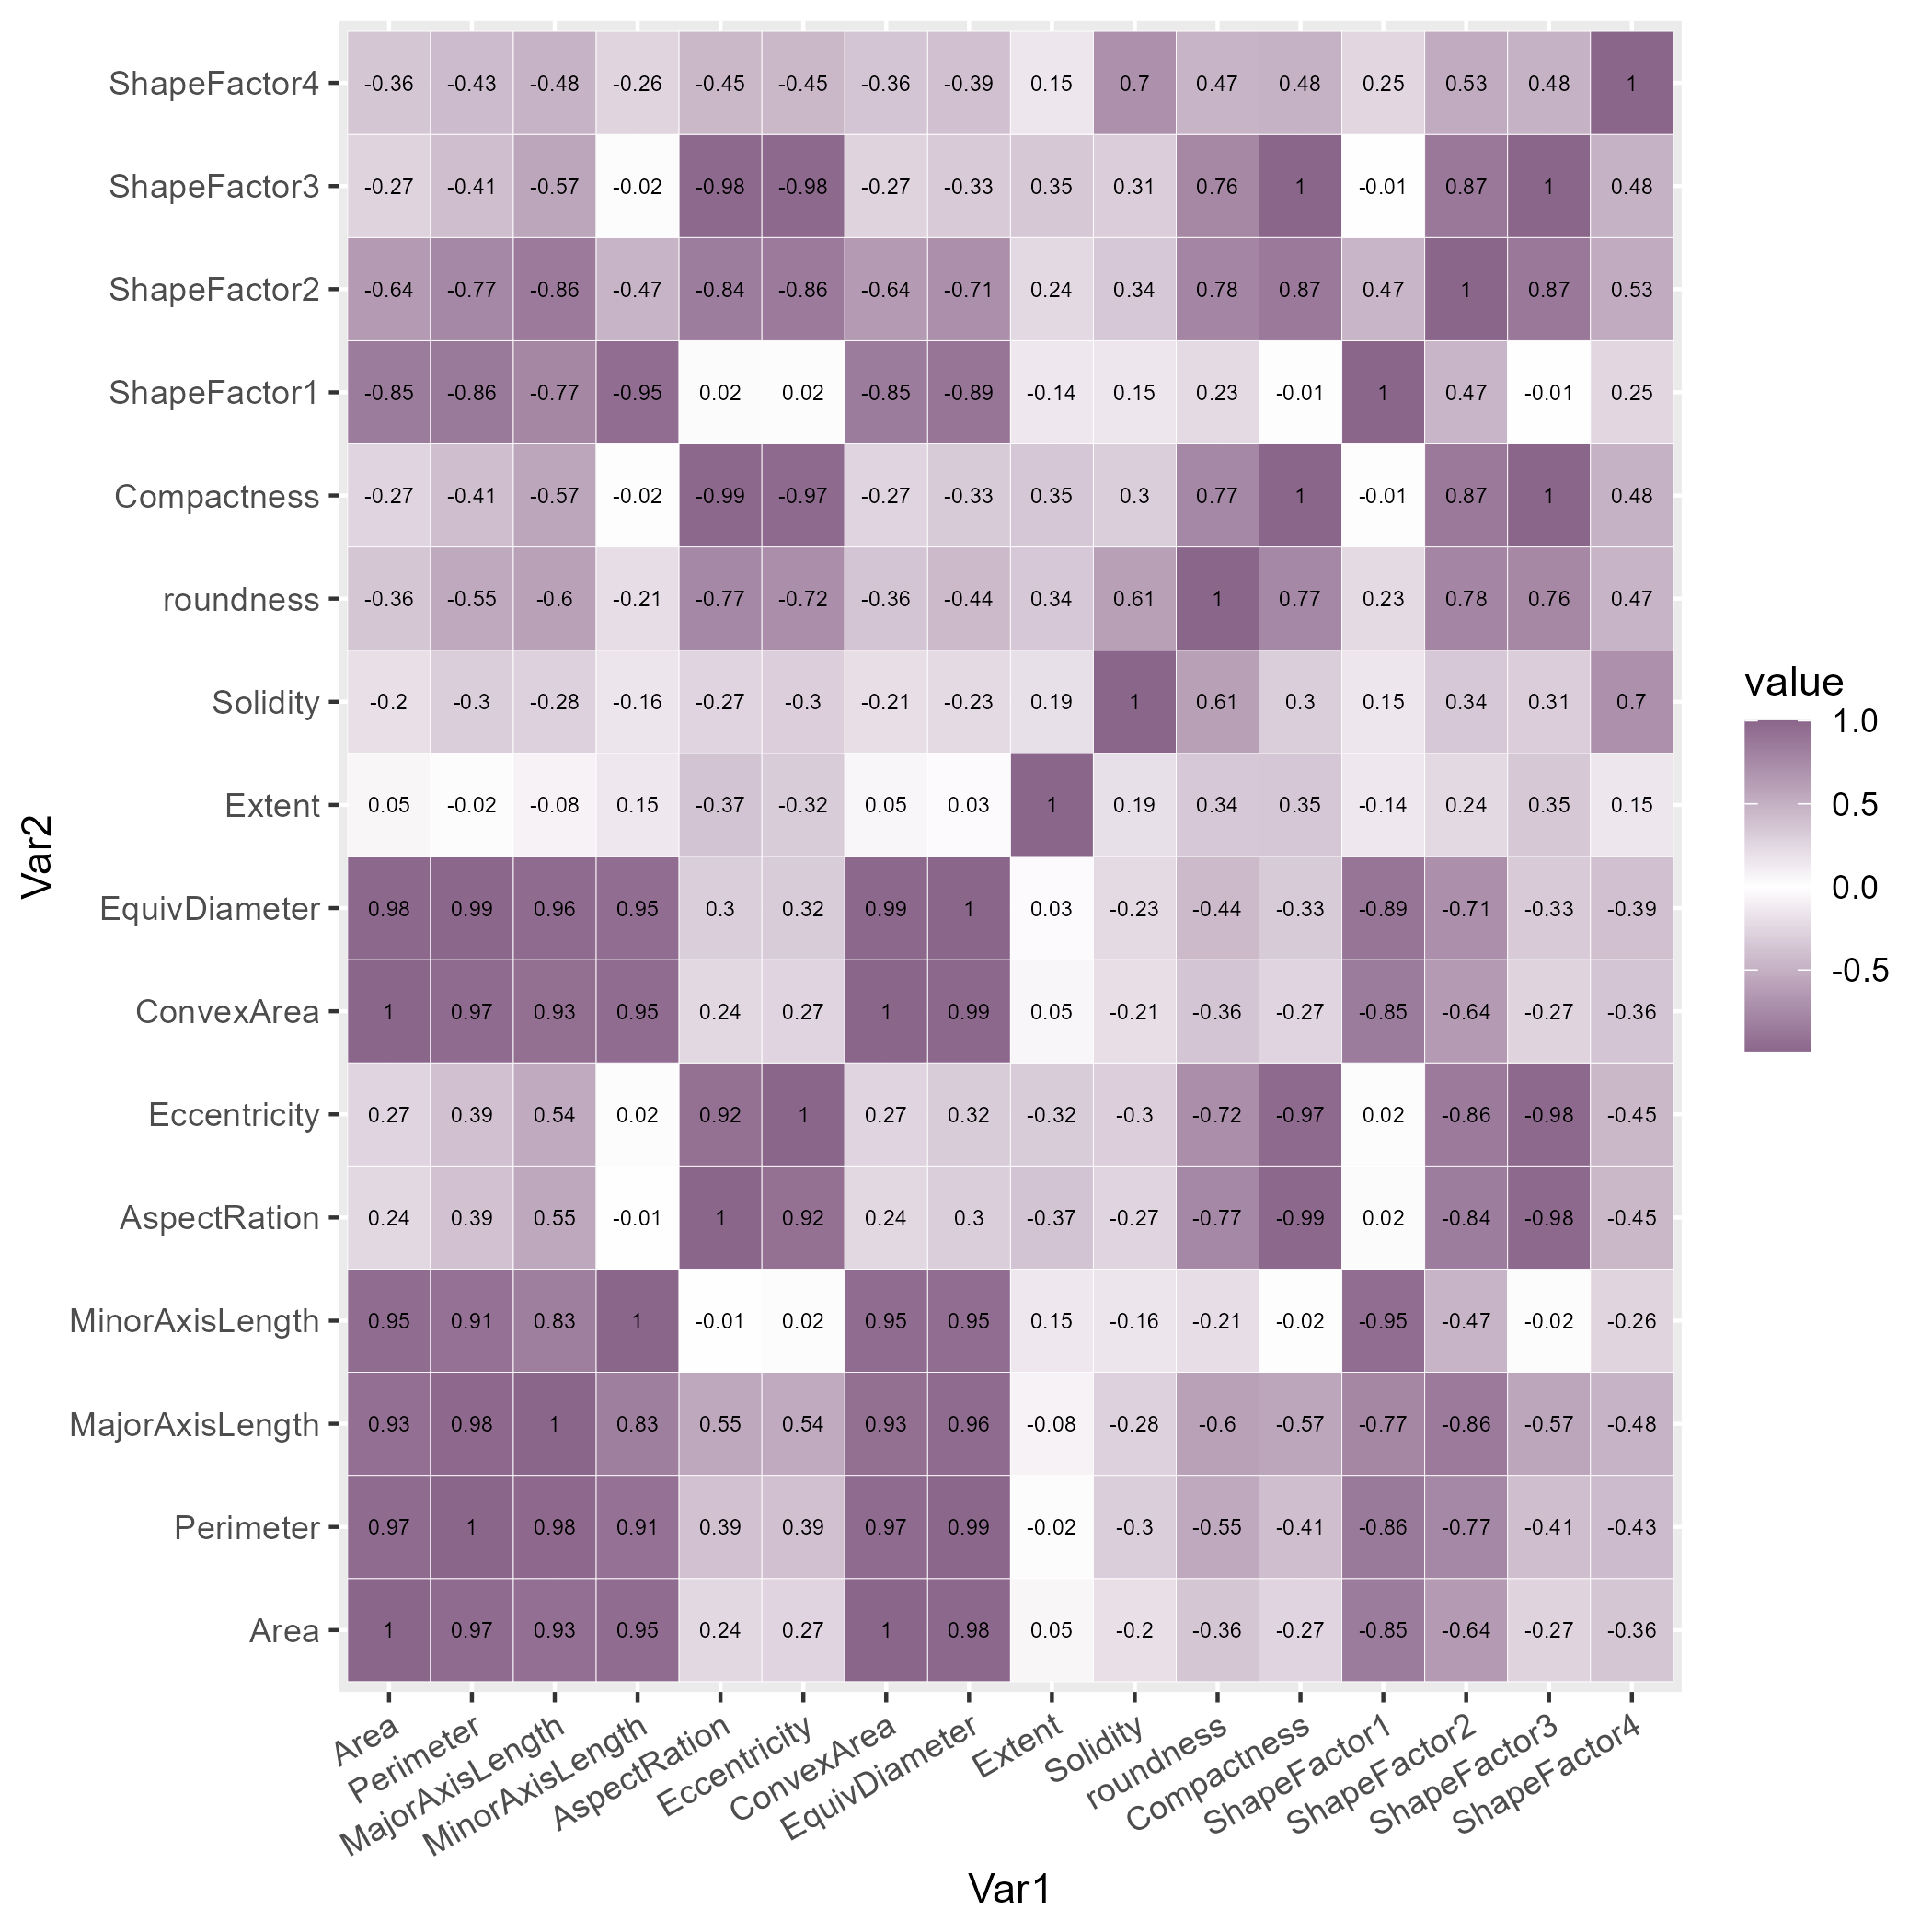 ShapeFactor4 -0.36 -0.43 -0.48 -0.26 -0.45 -0.45 -0.36 -0.39 0.15 0.7 0.47 0.48 0.25 0.53 0.48 1
ShapeFactor3 -0.27 -0.41 -0.57 -0.02 -0.98 -0.98 -0.27 -0.33 0.35 0.31 0.76 1 -0.01 0.87 1 0.48
ShapeFactor2 -0.64 -0.77 -0.86 -0.47 -0.84 -0.86 -0.64 -0.71 0.24 0.34 0.78 0.87 0.47 1 0.87 0.53
ShapeFactor1 -0.85 -0.86 -0.77 -0.95 0.02 0.02 -0.85 -0.89 -0.14 0.15 0.23 -0.01 1 0.47 -0.01 0.25
Compactness -0.27 -0.41 -0.57 -0.02 -0.99 -0.97 -0.27 -0.33 0.35 0.3 0.77 1 -0.01 0.87 1 0.48
roundness -0.36 -0.55 -0.6 -0.21 -0.77 -0.72 -0.36 -0.44 0.34 0.61 1 0.77 0.23 0.78 0.76 0.47
Solidity -0.2 -0.3 -0.28 -0.16 -0.27 -0.3 -0.21 -0.23 0.19 1 0.61 0.3 0.15 0.34 0.31 0.7
Extent 0.05 -0.02 -0.08 0.15 -0.37 -0.32 0.05 0.03 1 0.19 0.34 0.35 -0.14 0.24 0.35 0.15
EquivDiameter 0.98 0.99 0.96 0.95 0.3 0.32 0.99 1 0.03 -0.23 -0.44 -0.33 -0.89 -0.71 -0.33 -0.39
ConvexArea 1 0.97 0.93 0.95 0.24 0.27 1 0.99 0.05 -0.21 -0.36 -0.27 -0.85 -0.64 -0.27 -0.36
Eccentricity 0.27 0.39 0.54 0.02 0.92 1 0.27 0.32 -0.32 -0.3 -0.72 -0.97 0.02 -0.86 -0.98 -0.45
AspectRation 0.24 0.39 0.55 -0.01 1 0.92 0.24 0.3 -0.37 -0.27 -0.77 -0.99 0.02 -0.84 -0.98 -0.45
MinorAxisLength 0.95 0.91 0.83 1 -0.01 0.02 0.95 0.95 0.15 -0.16 -0.21 -0.02 -0.95 -0.47 -0.02 -0.26
MajorAxisLength 0.93 0.98 1 0.83 0.55 0.54 0.93 0.96 -0.08 -0.28 -0.6 -0.57 -0.77 -0.86 -0.57 -0.48
Perimeter 0.97 1 0.98 0.91 0.39 0.39 0.97 0.99 -0.02 -0.3 -0.55 -0.41 -0.86 -0.77 -0.41 -0.43
Area 1 0.97 0.93 0.95 0.24 0.27 1 0.98 0.05 -0.2 -0.36 -0.27 -0.85 -0.64 -0.27 -0.36
Area
Perimeter
MajorAxisLength
MinorAxisLength
AspectRation
Eccentricity
ConvexArea
EquivDiameter
Extent
Solidity
roundness
Compactness
ShapeFactor1
ShapeFactor2
ShapeFactor3
ShapeFactor4
Var1
Var2
value
1.0
0.5
0.0
-0.5